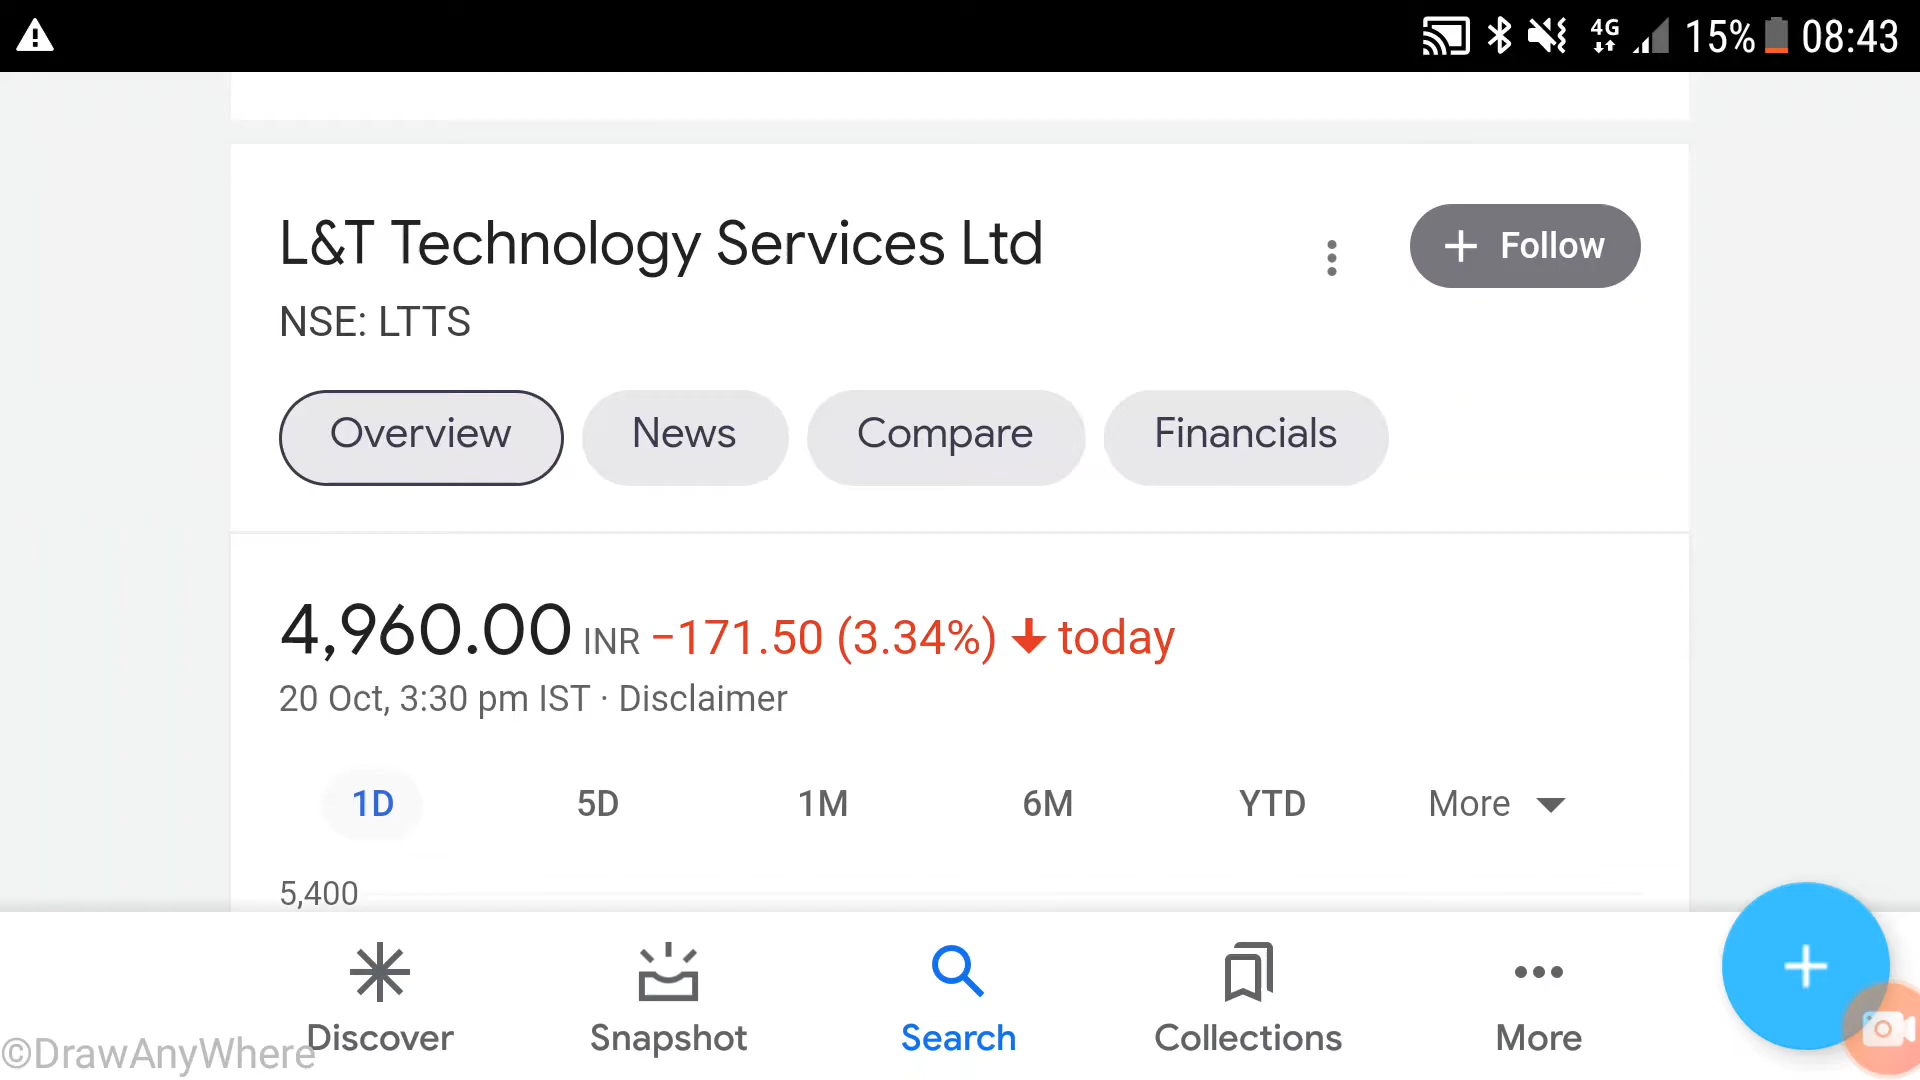 4G 15% 08:43
L&T Technology Services Ltd
+ Follow
NSE: LTTS
Overview News Compare Financials
4,960.00 INR −171.50 (3.34%) ↓ today
20 Oct, 3:30 pm IST · Disclaimer
1D 5D 1M 6M YTD More
5,400
Discover Snapshot Search Collections More
©DrawAnyWhere